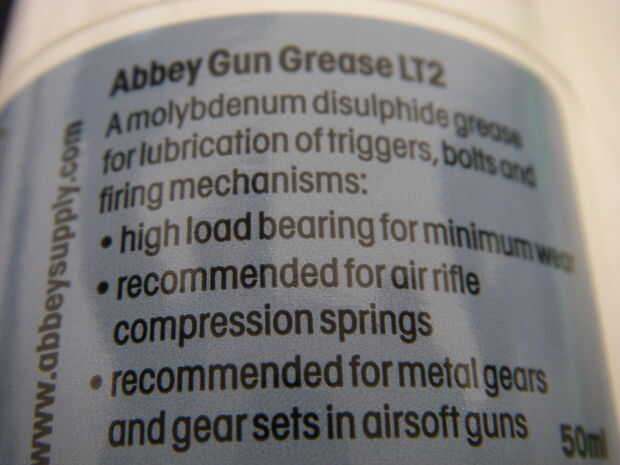 Abbey Gun Grease LT2
A molybdenum disulphide grease
for lubrication of triggers, bolts and
firing mechanisms:
• high load bearing for minimum wear
• recommended for air rifle
compression springs
• recommended for metal gears
and gear sets in airsoft guns
50ml
www.abbeysupply.com